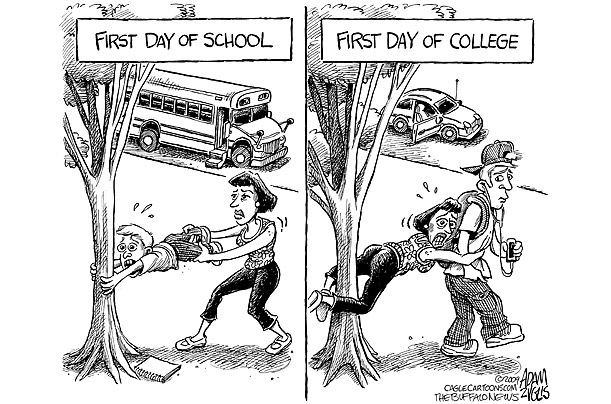 FIRST DAY OF SCHOOL
FIRST DAY OF COLLEGE
©2009
ADAM
ZYGLIS
CAGLECARTOONS.COM
THE BUFFALO NEWS